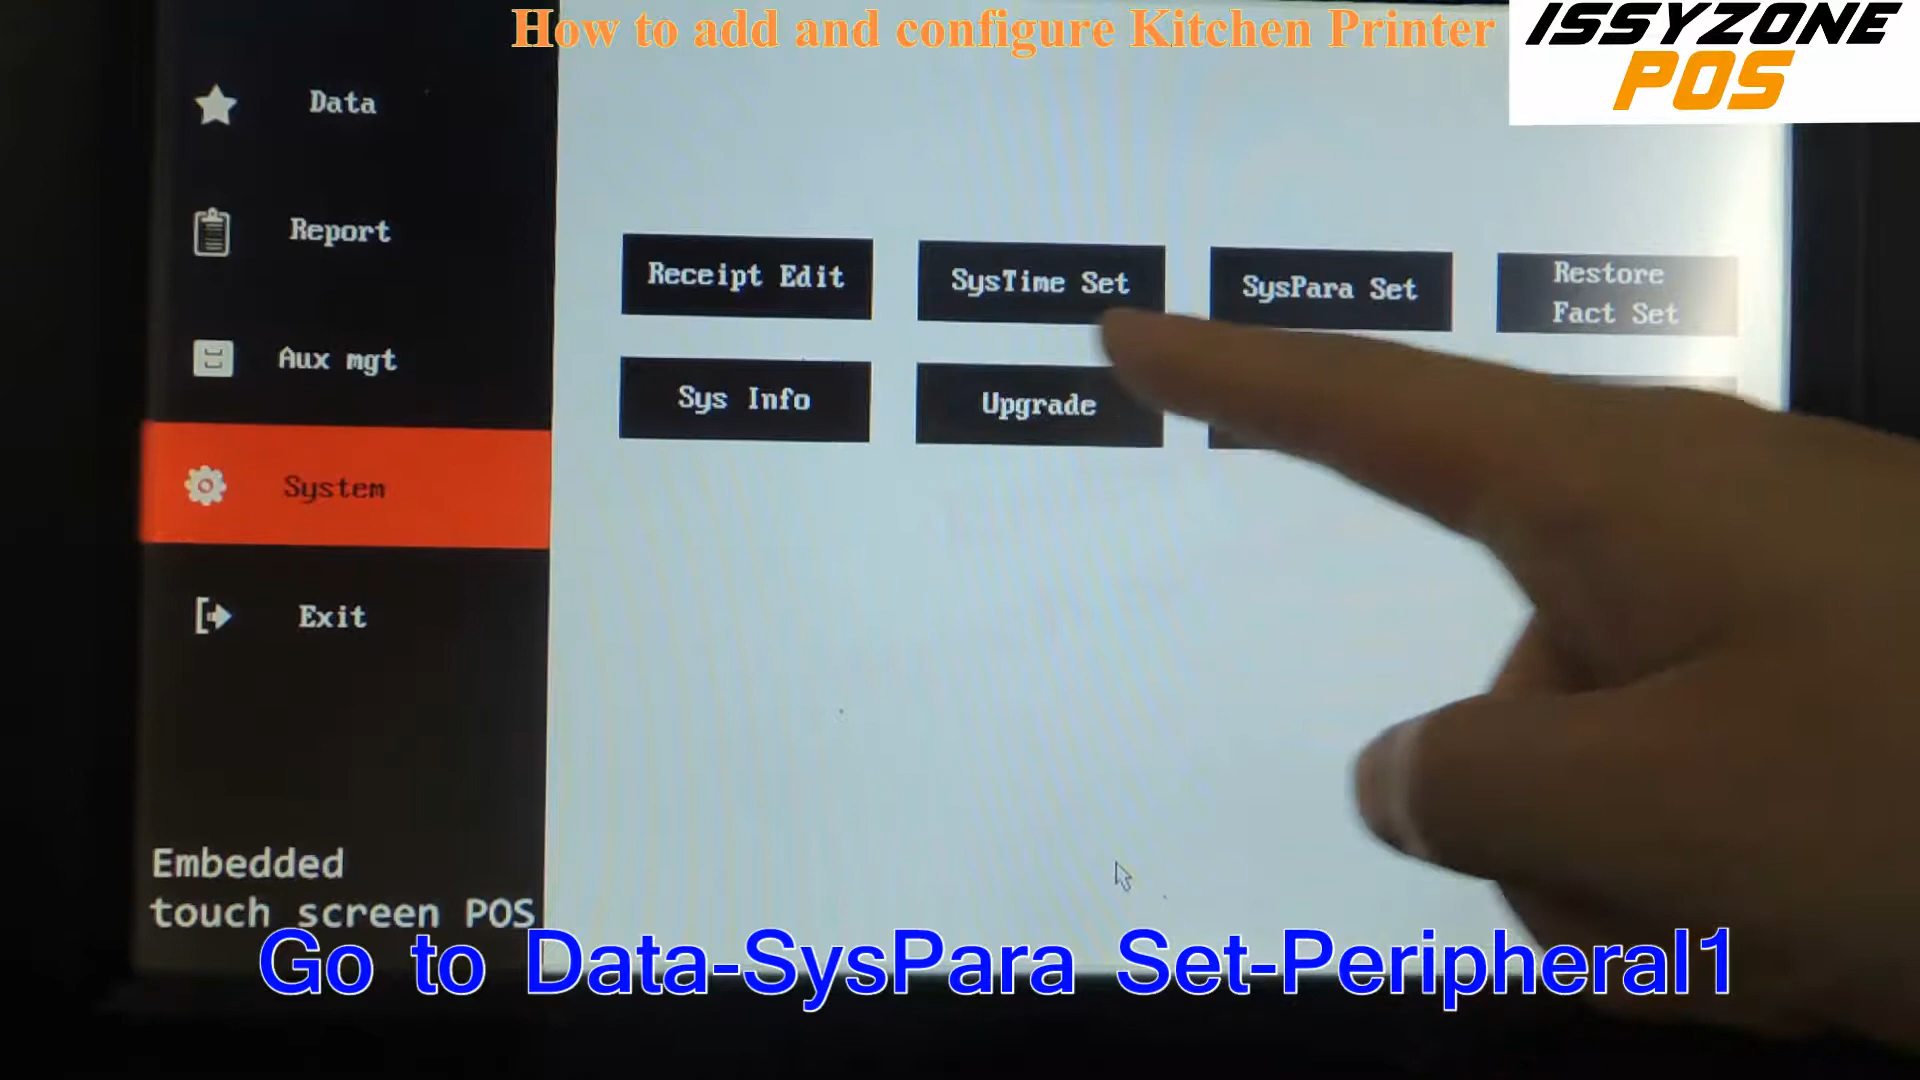 How to add and configure Kitchen Printer
ISSYZONE
POS
Data
Report
Aux mgt
System
Exit
Receipt Edit
SysTime Set
SysPara Set
Restore
Fact Set
Sys Info
Upgrade
Embedded
touch screen POS
Go to Data-SysPara Set-Peripheral1